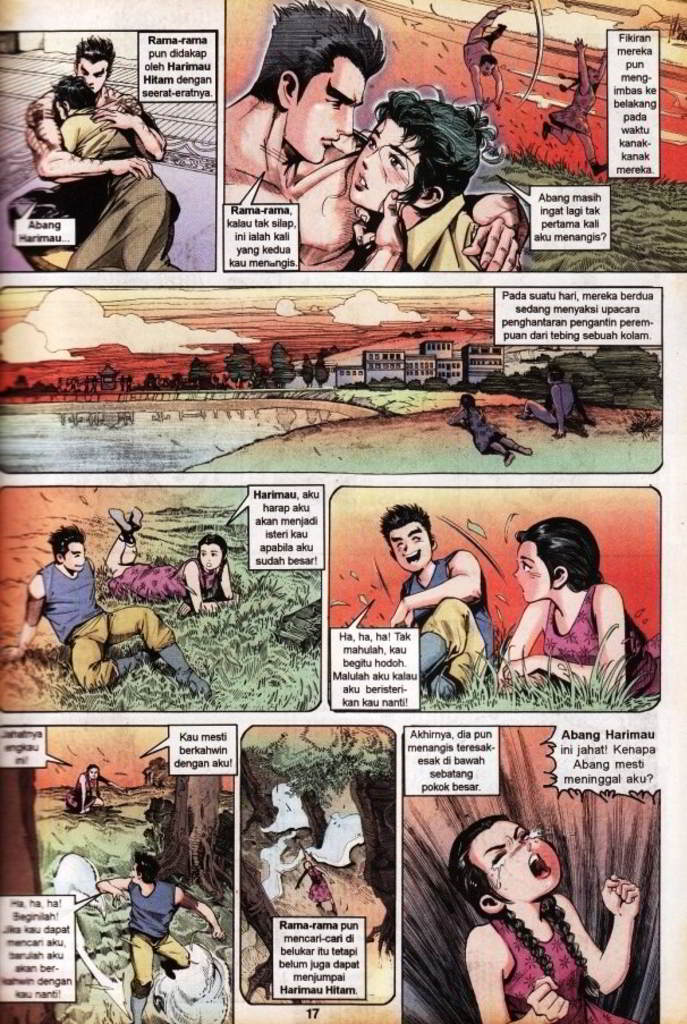 Rama-rama
pun didakap
oleh Harimau
Hitam dengan
seerat-eratnya.
Abang
Harimau...
Rama-rama,
kalau tak silap,
ini ialah kali
yang kedua
kau menangis.
Fikiran
mereka
pun
meng-
imbas ke
belakang
pada
waktu
kanak-
kanak
mereka.
Abang masih
ingat lagi tak
pertama kali
aku menangis?
Pada suatu hari, mereka berdua
sedang menyaksi upacara
penghantaran pengantin perem-
puan dari tebing sebuah kolam.
Harimau, aku
harap aku
akan menjadi
isteri kau
apabila aku
sudah besar!
Ha, ha, ha! Tak
mahulah, kau
begitu hodoh.
Malulah aku kalau
aku beristeri-
kan kau nanti!
Jahatnya
engkau
ni!
Kau mesti
berkahwin
dengan aku!
Ha, ha, ha!
Beginilah!
Jika kau dapat
mencari aku,
barulah aku
akan ber-
kahwin dengan
kau nanti!
Rama-rama pun
mencari-cari di
belukar itu tetapi
belum juga dapat
menjumpai
Harimau Hitam.
Akhirnya, dia pun
menangis teresak-
esak di bawah
sebatang
pokok besar.
Abang Harimau
ini jahat! Kenapa
Abang mesti
meninggal aku?
17